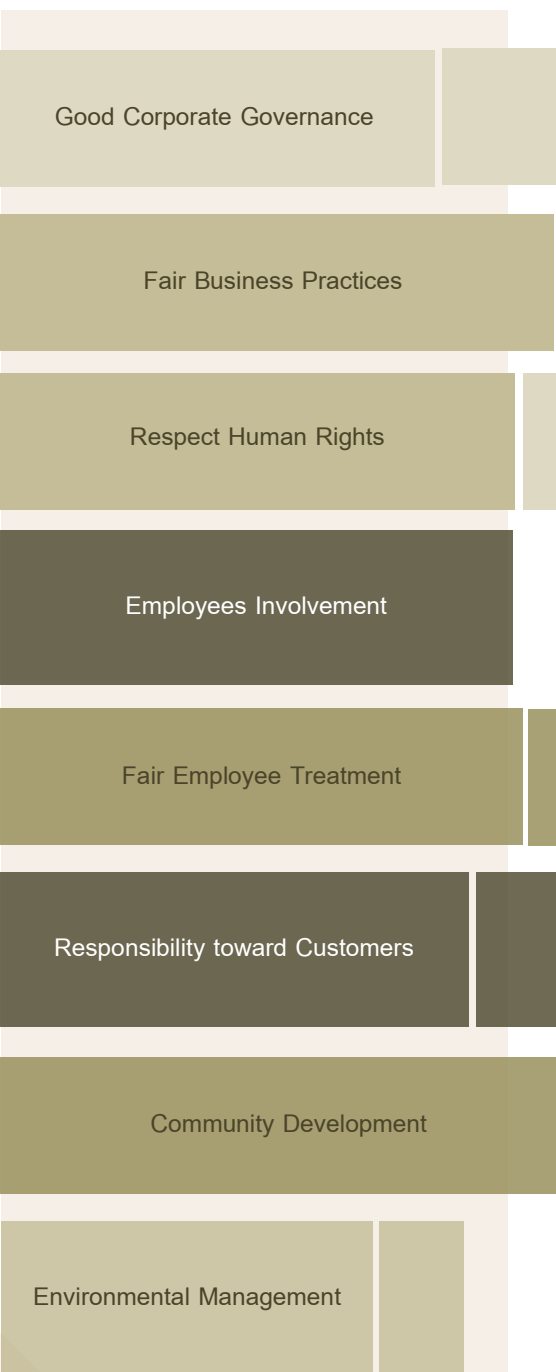 Good Corporate Governance
Fair Business Practices
Respect Human Rights
Employees Involvement
Fair Employee Treatment
Responsibility toward Customers
Community Development
Environmental Management